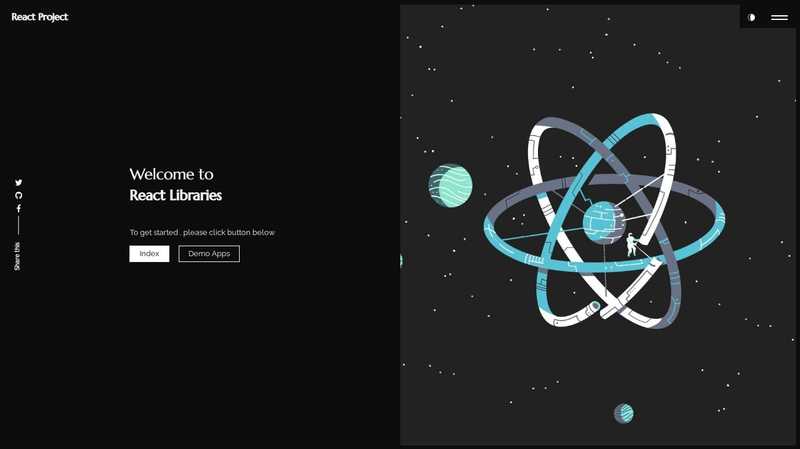 React Project
Welcome to
React Libraries
To get started , please click button below
Index
Demo Apps
Share this